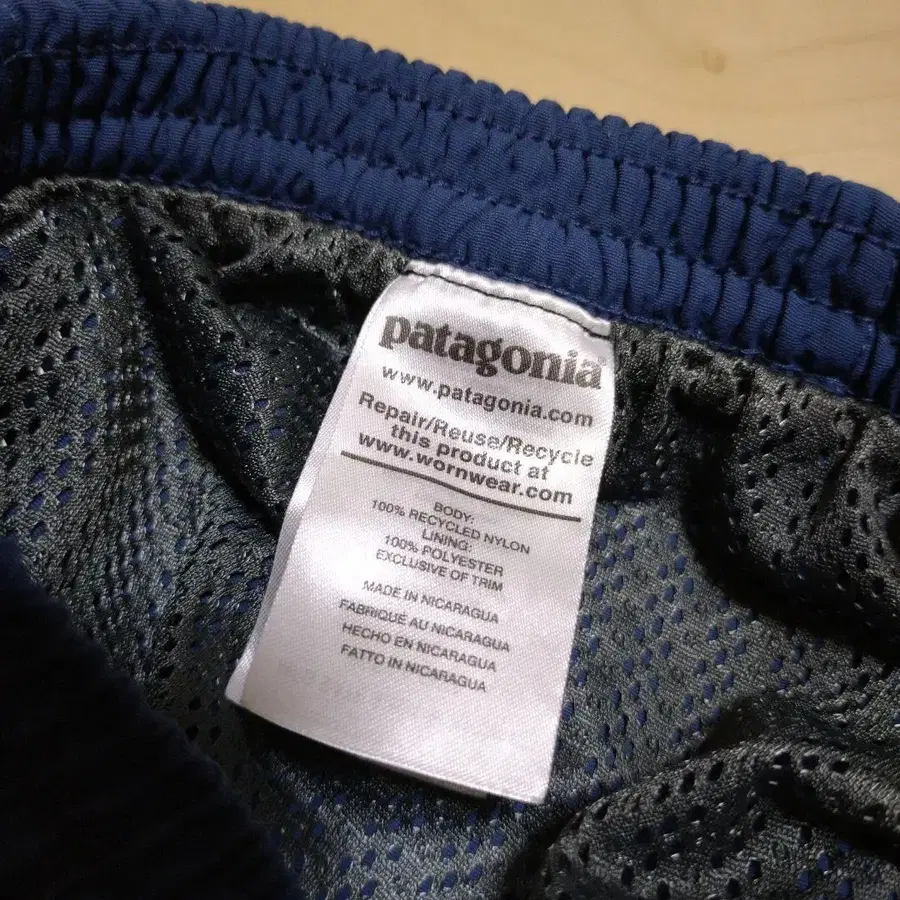 patagonia
www.patagonia.com
Repair/Reuse/Recycle
this product at
www.wornwear.com
BODY:
100% RECYCLED NYLON
LINING:
100% POLYESTER
EXCLUSIVE OF TRIM
MADE IN NICARAGUA
FABRIQUÉ AU NICARAGUA
HECHO EN NICARAGUA
FATTO IN NICARAGUA